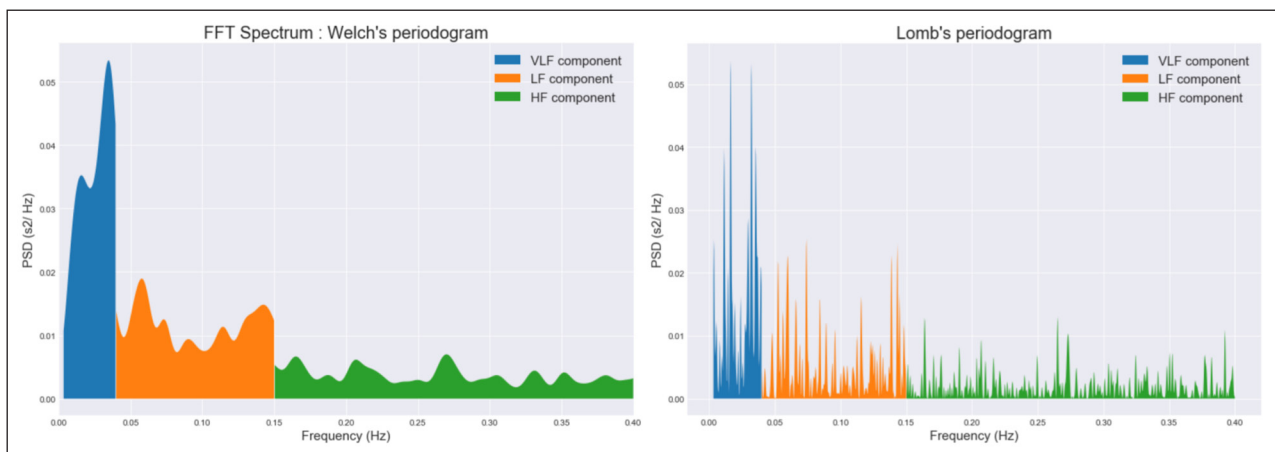 FFT Spectrum : Welch's periodogram
VLF component
LF component
HF component
PSD (s2/ Hz)
0.05
0.04
0.03
0.02
0.01
0.00
0.00 0.05 0.10 0.15 0.20 0.25 0.30 0.35 0.40
Frequency (Hz)
Lomb's periodogram
VLF component
LF component
HF component
PSD (s2/ Hz)
0.05
0.04
0.03
0.02
0.01
0.00
0.00 0.05 0.10 0.15 0.20 0.25 0.30 0.35 0.40
Frequency (Hz)